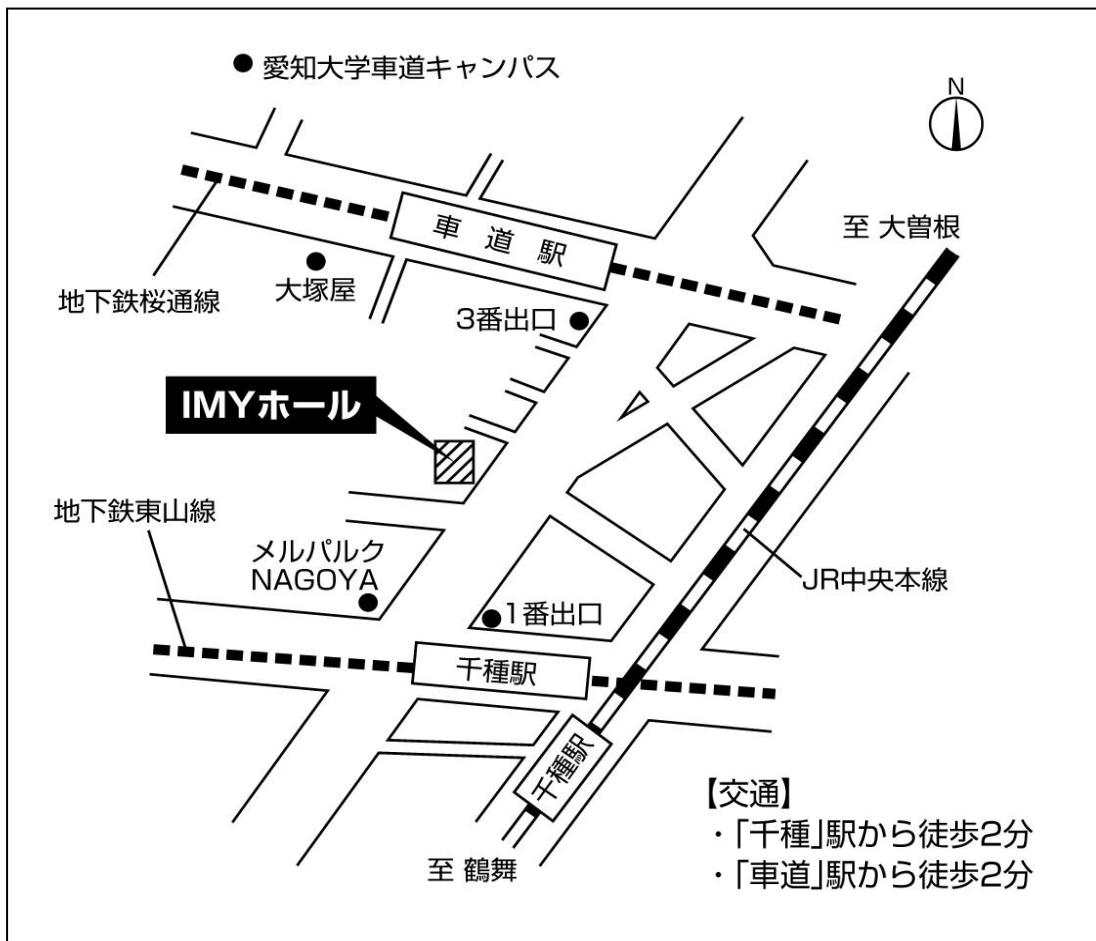 愛知大学車道キャンパス
N
至 大曽根
車道駅
大塚屋
地下鉄桜通線
3番出口
IMYホール
地下鉄東山線
メルパルク
NAGOYA
JR中央本線
1番出口
千種駅
千種駅
【交通】
・「千種」駅から徒歩2分
・「車道」駅から徒歩2分
至 鶴舞